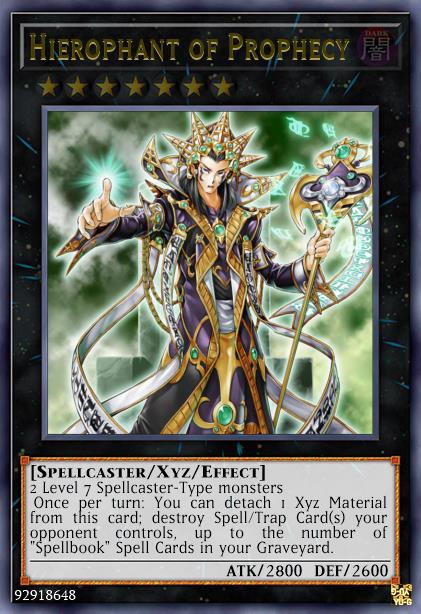 HIEROPHANT OF PROPHECY
DARK
闇
[SPELLCASTER/XYZ/EFFECT]
2 Level 7 Spellcaster-Type monsters
Once per turn: You can detach 1 Xyz Material
from this card; destroy Spell/Trap Card(s) your
opponent controls, up to the number of
"Spellbook" Spell Cards in your Graveyard.
ATK/2800 DEF/2600
92918648